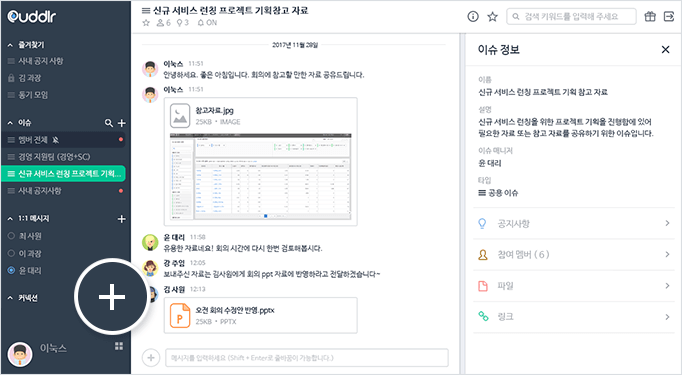 Ouddlr
즐겨찾기
사내 공지 사항
김 과장
동기 모임
이슈
멤버 전체
경영 지원팀 (경영+SC)
신규 서비스 런칭 프로젝트 기획...
사내 공지사항
1:1 메시지
최 사원
이 과장
윤 대리
커넥션
이눅스
신규 서비스 런칭 프로젝트 기획참고 자료
6 3 ON
검색 키워드를 입력해 주세요
2017년 11월 28일
이눅스 11:51
안녕하세요. 좋은 아침입니다. 회의에 참고할 만한 자료 공유드립니다.
이눅스 11:51
참고자료.jpg
25KB • IMAGE
윤 대리 11:58
유용한 자료네요! 회의 시간에 다시 한번 검토해봅시다.
강 주임 12:05
보내주신 자료는 김사원에게 회의 ppt 자료에 반영하라고 전달하겠습니다~
김 사원 12:13
오전 회의 수정안 반영.pptx
25KB • PPTX
메시지를 입력하세요 (Shift + Enter로 줄바꿈이 가능합니다.)
이슈 정보
이름
신규 서비스 런칭 프로젝트 기획 참고 자료
설명
신규 서비스 런칭을 위한 프로젝트 기획을 진행함에 있어
필요한 자료 또는 참고 자료를 공유하기 위한 이슈입니다.
이슈 매니저
윤 대리
타입
공용 이슈
공지사항
참여 멤버 ( 6 )
파일
링크